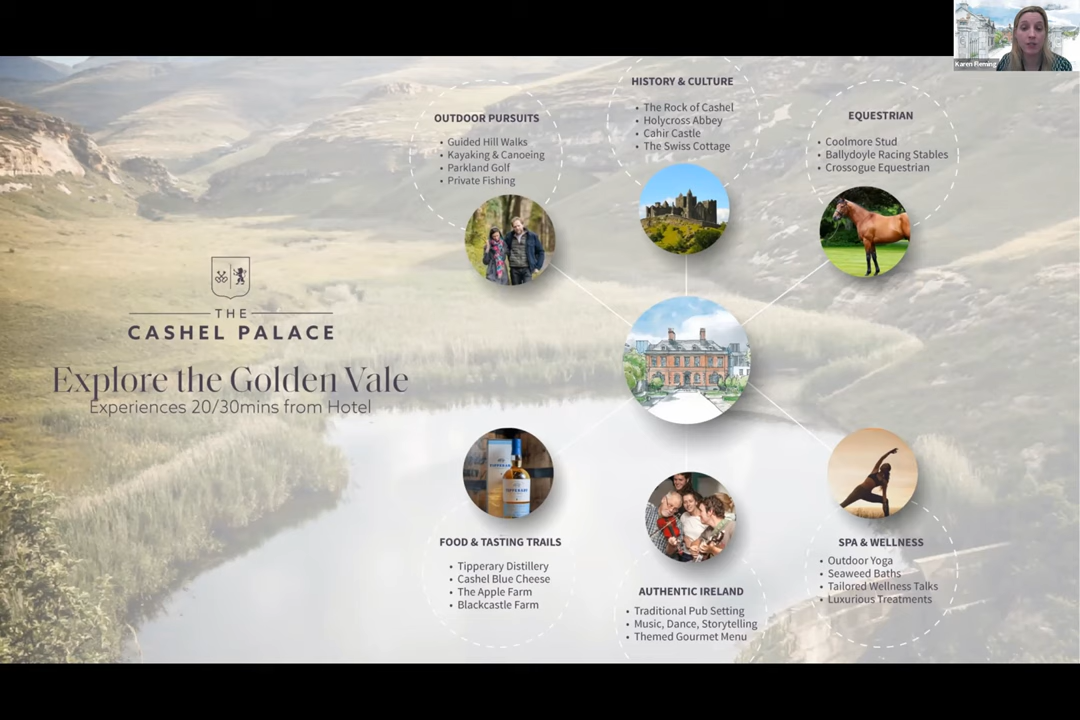 Karen Fleming
THE
CASHEL PALACE
Explore the Golden Vale
Experiences 20/30mins from Hotel
OUTDOOR PURSUITS
• Guided Hill Walks
• Kayaking & Canoeing
• Parkland Golf
• Private Fishing
HISTORY & CULTURE
• The Rock of Cashel
• Holycross Abbey
• Cahir Castle
• The Swiss Cottage
EQUESTRIAN
• Coolmore Stud
• Ballydoyle Racing Stables
• Crossogue Equestrian
FOOD & TASTING TRAILS
• Tipperary Distillery
• Cashel Blue Cheese
• The Apple Farm
• Blackcastle Farm
AUTHENTIC IRELAND
• Traditional Pub Setting
• Music, Dance, Storytelling
• Themed Gourmet Menu
SPA & WELLNESS
• Outdoor Yoga
• Seaweed Baths
• Tailored Wellness Talks
• Luxurious Treatments